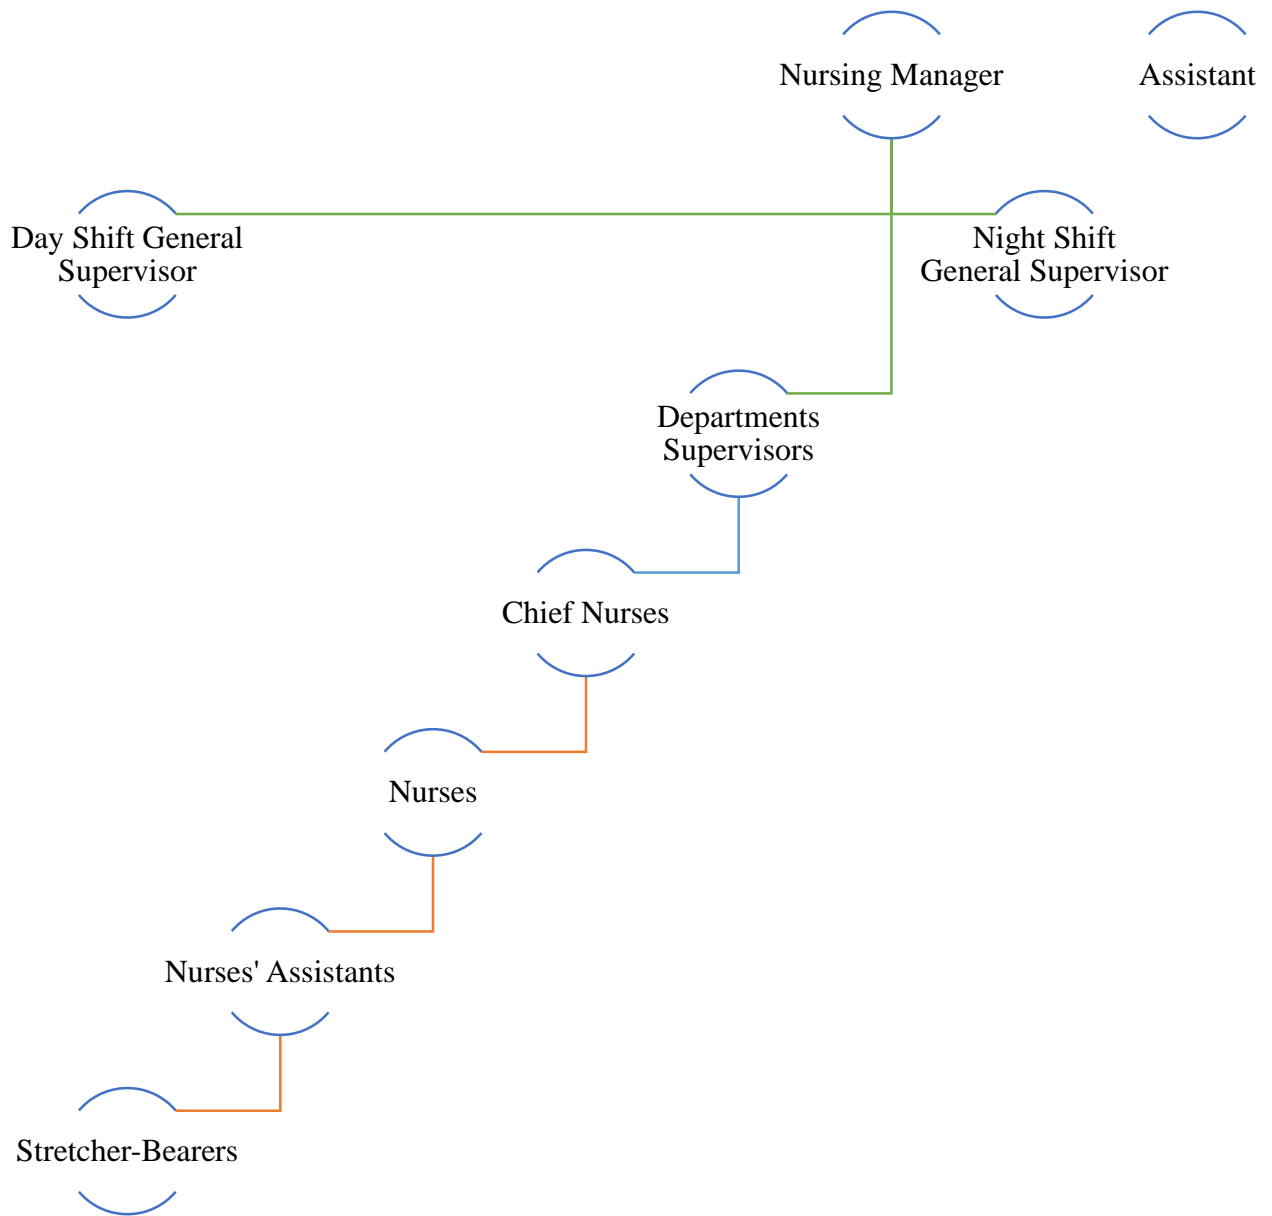 Nursing Manager
Assistant
Day Shift General
Supervisor
Night Shift
General Supervisor
Departments
Supervisors
Chief Nurses
Nurses
Nurses' Assistants
Stretcher-Bearers